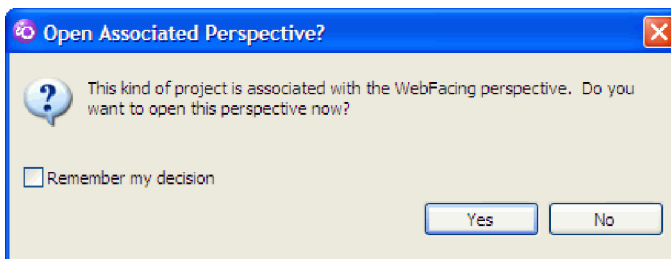 Open Associated Perspective?
This kind of project is associated with the WebFacing perspective. Do you
want to open this perspective now?
Remember my decision
Yes No